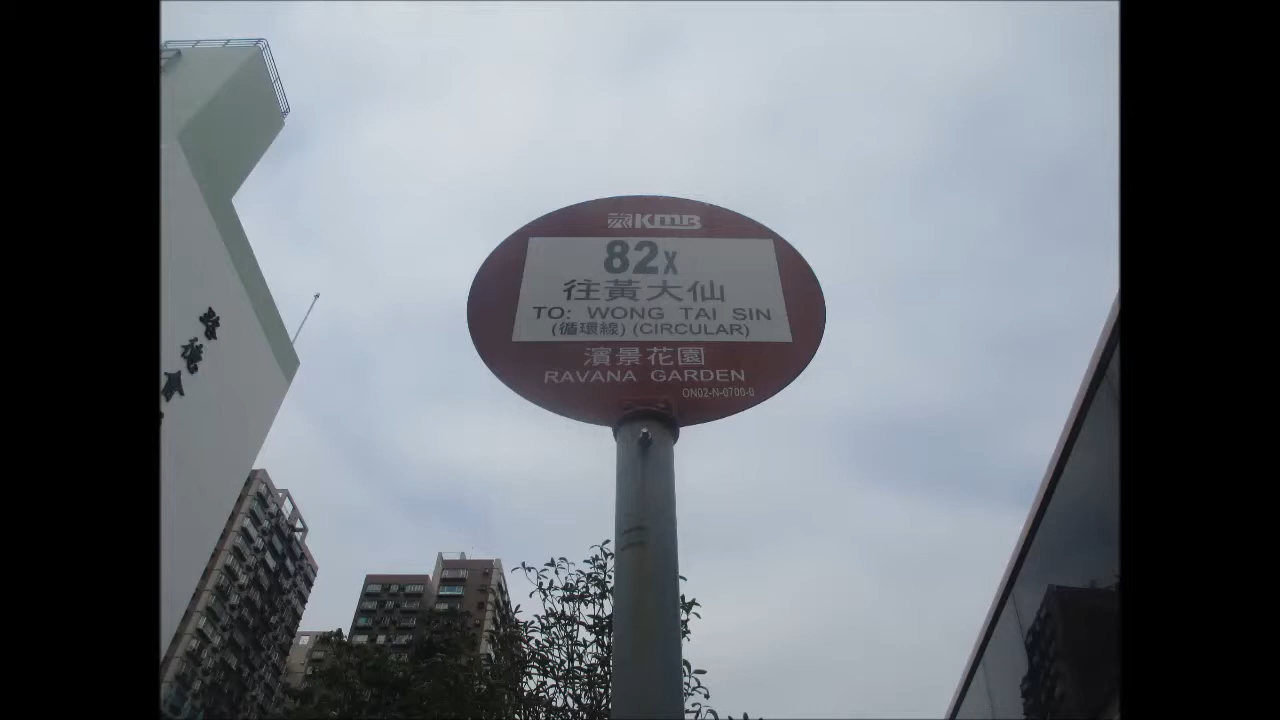 KMB
82X
往黃大仙
TO: WONG TAI SIN
(循環線) (CIRCULAR)
濱景花園
RAVANA GARDEN
ON02-N-0700-0